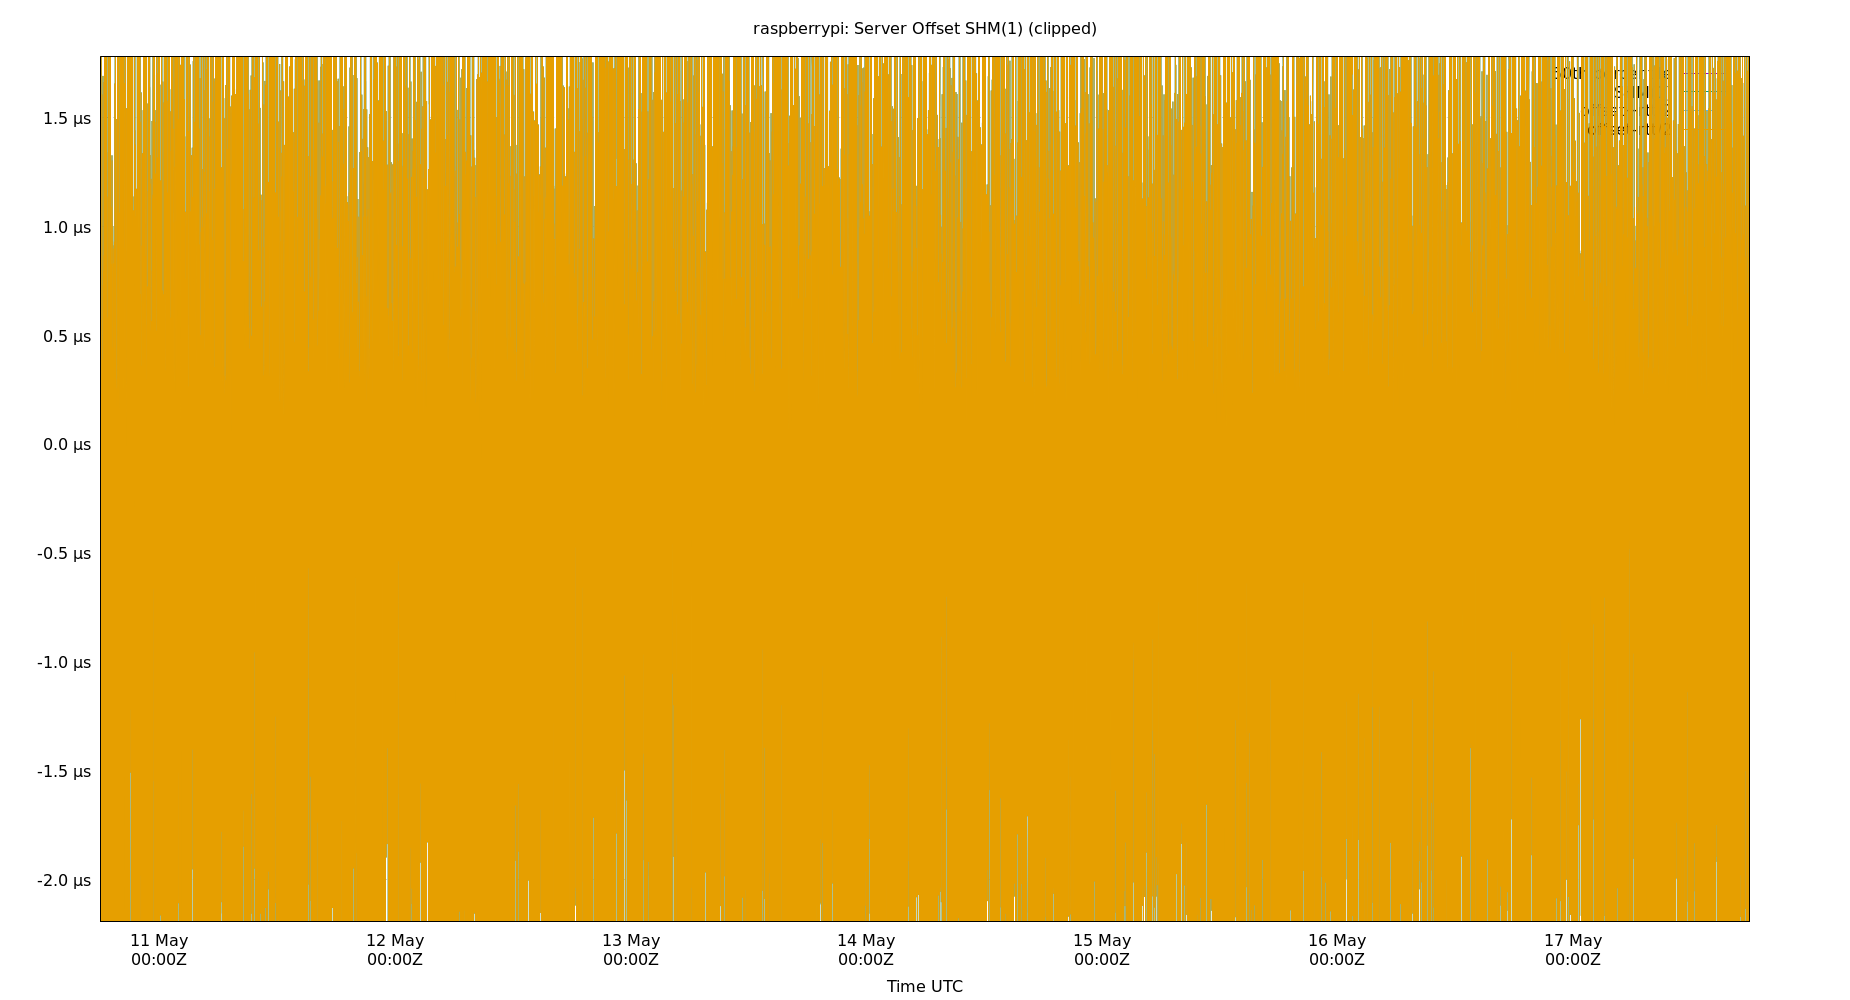 raspberrypi: Server Offset SHM(1) (clipped)
1.5 µs
1.0 µs
0.5 µs
0.0 µs
-0.5 µs
-1.0 µs
-1.5 µs
-2.0 µs
11 May
00:00Z
12 May
00:00Z
13 May
00:00Z
14 May
00:00Z
15 May
00:00Z
16 May
00:00Z
17 May
00:00Z
Time UTC